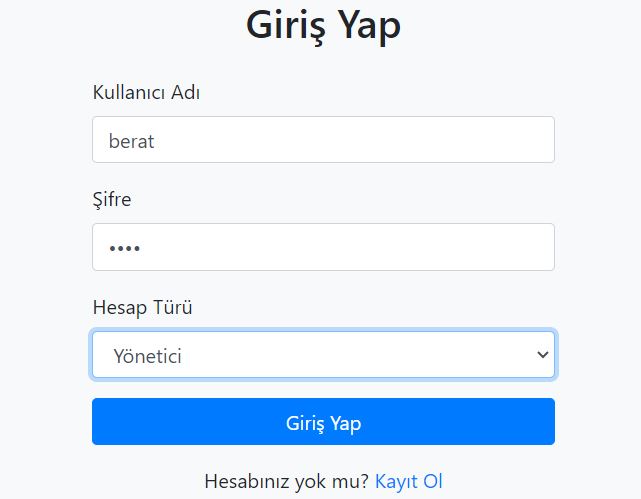 Giriş Yap
Kullanıcı Adı
berat
Şifre
••••
Hesap Türü
Yönetici
Giriş Yap
Hesabınız yok mu? Kayıt Ol